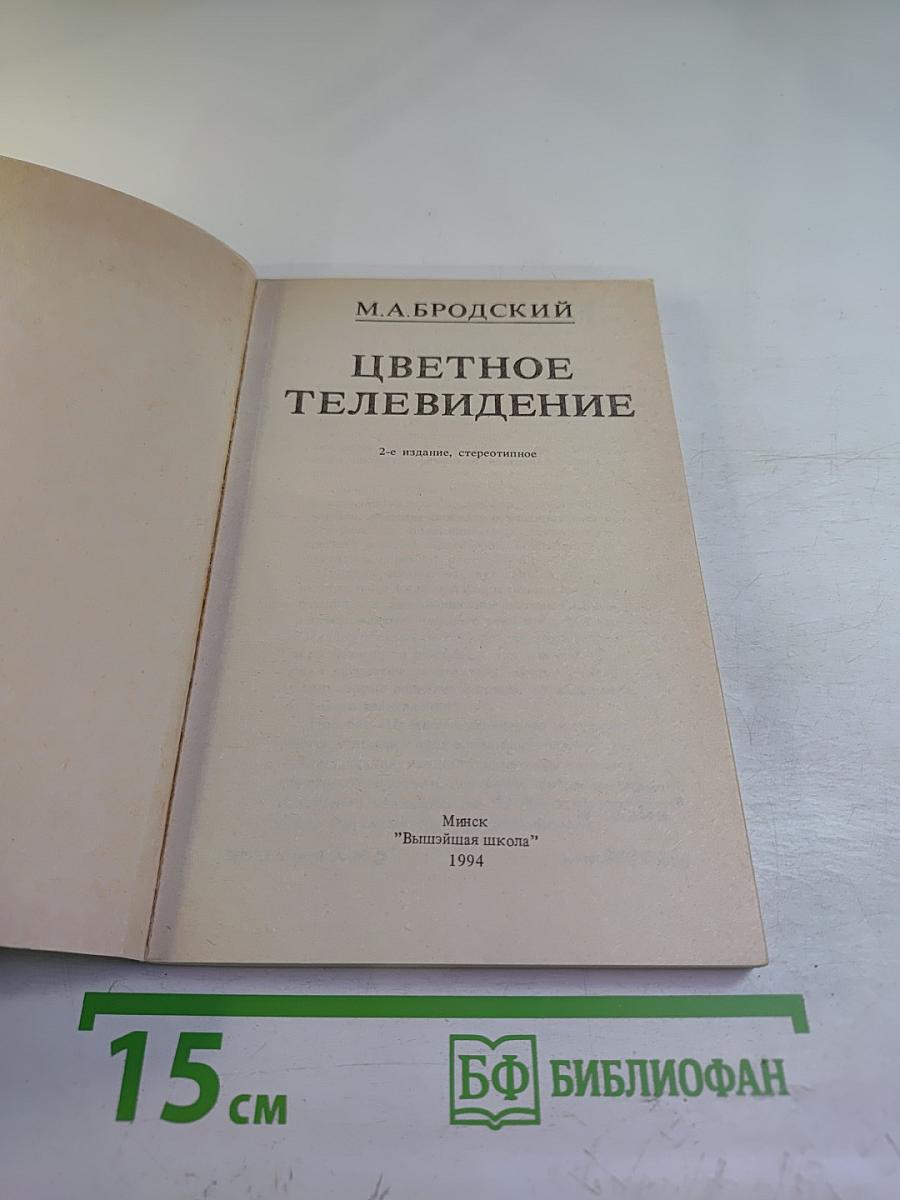 М.А.БРОДСКИЙ
ЦВЕТНОЕ
ТЕЛЕВИДЕНИЕ
2-е издание, стереотипное
Минск
"Вышэйшая школа"
1994
15 см
БФ БИБЛИОФАН